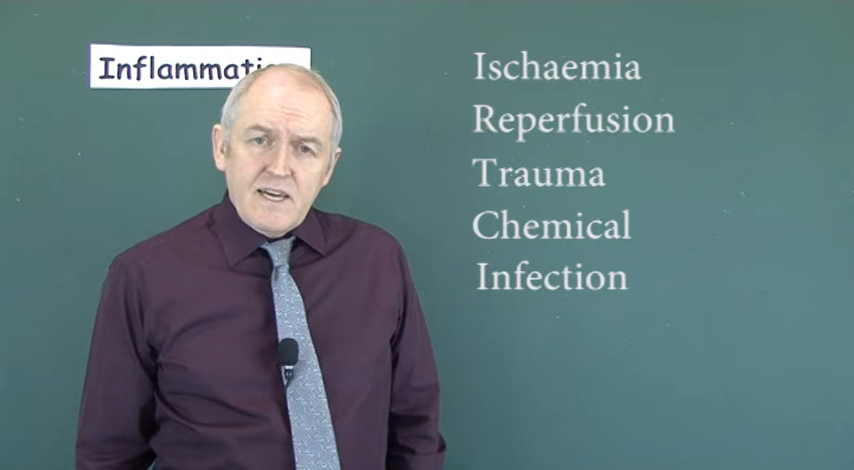 Inflammati
Ischaemia
Reperfusion
Trauma
Chemical
Infection